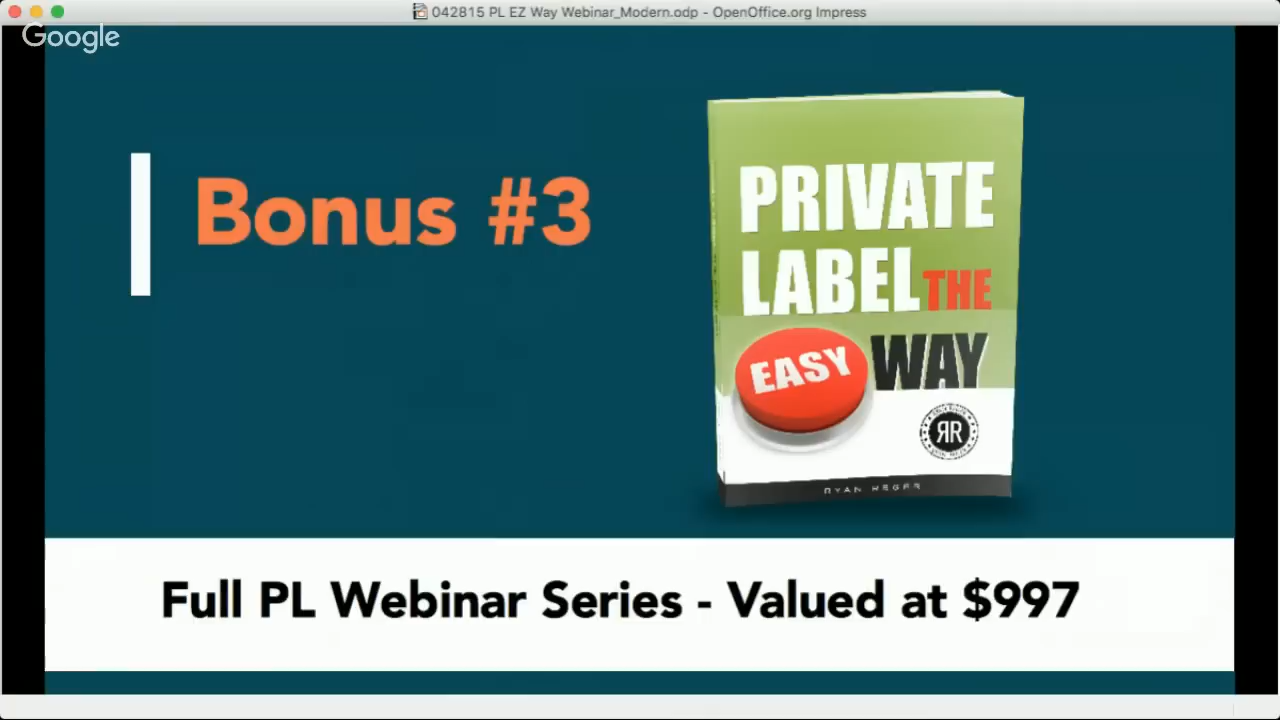 042815 PL EZ Way Webinar_Modern.odp - OpenOffice.org Impress
Google
Bonus #3
PRIVATE
LABEL THE
EASY WAY
RR
RYAN REGER
Full PL Webinar Series - Valued at $997